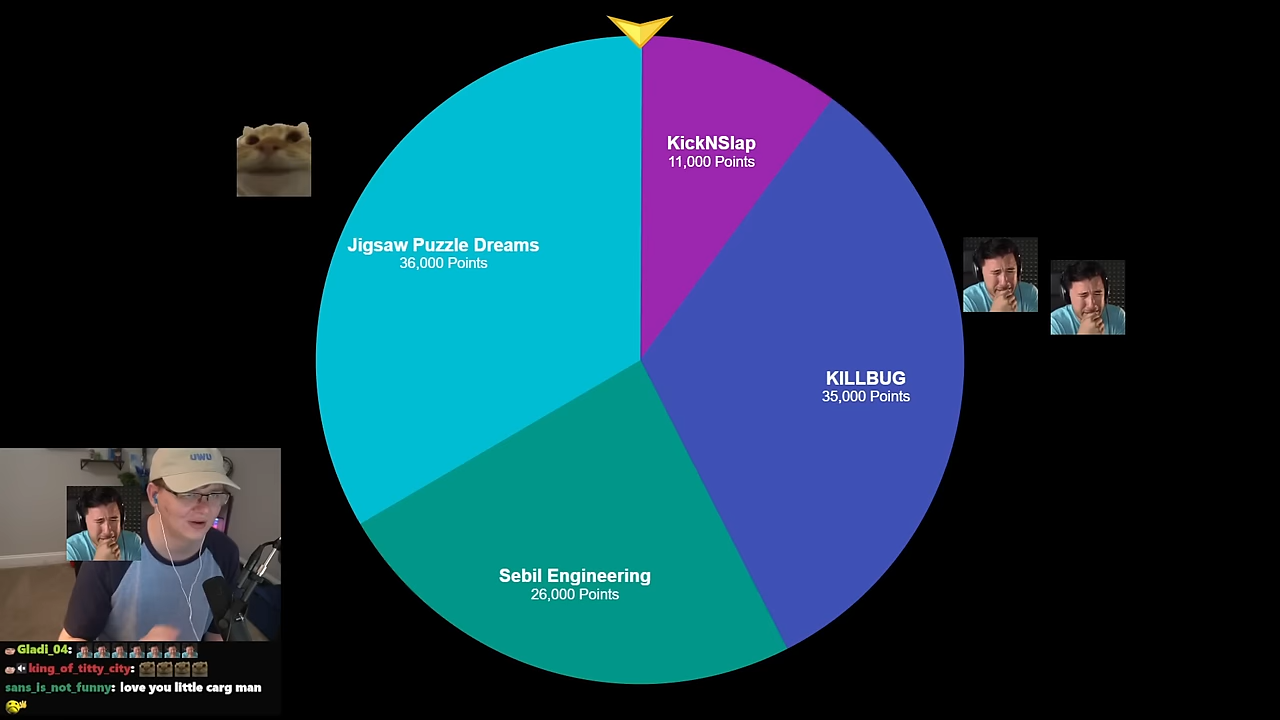 KickNSlap
11,000 Points
Jigsaw Puzzle Dreams
36,000 Points
KILLBUG
35,000 Points
UWU
Sebil Engineering
26,000 Points
Gladi_04:
king_of_titty_city:
sans_is_not_funny: love you little carg man